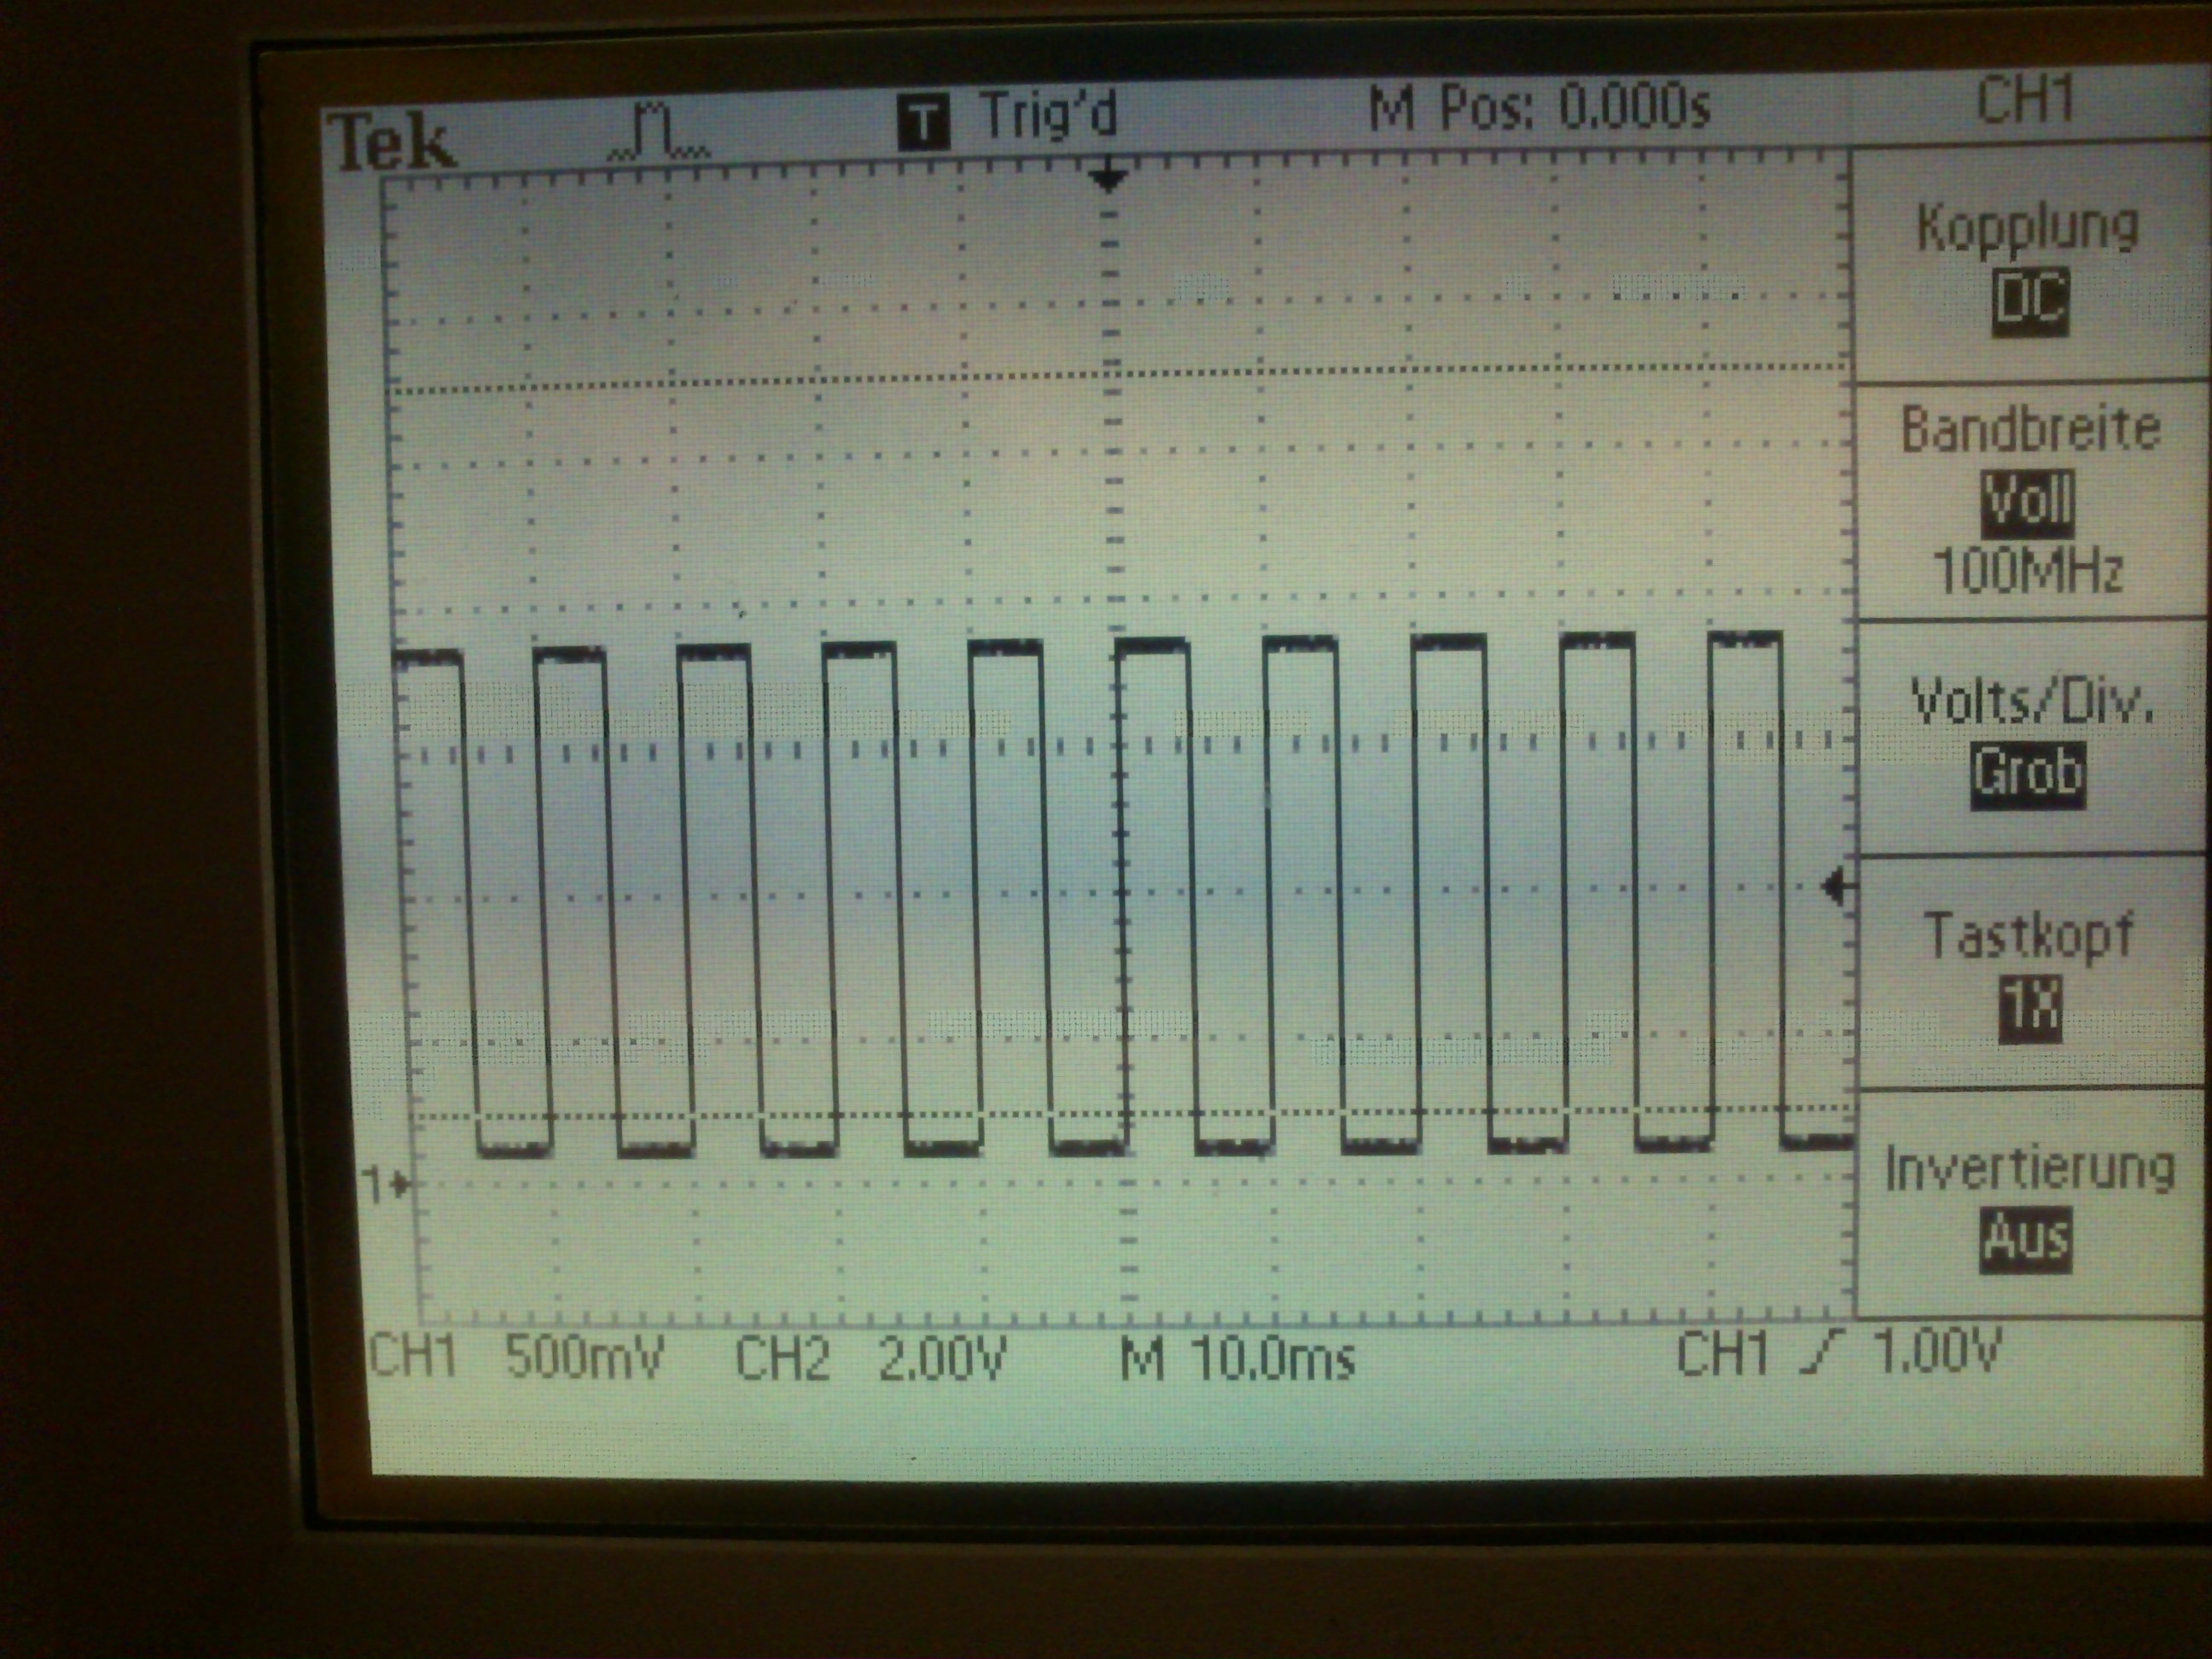 Tek T Trig'd M Pos: 0.000s CH1
Kopplung
DC
Bandbreite
Voll
100MHz
Volts/Div.
Grob
Tastkopf
1X
Invertierung
Aus
1
CH1 500mV CH2 2.00V M 10.0ms CH1 1.00V